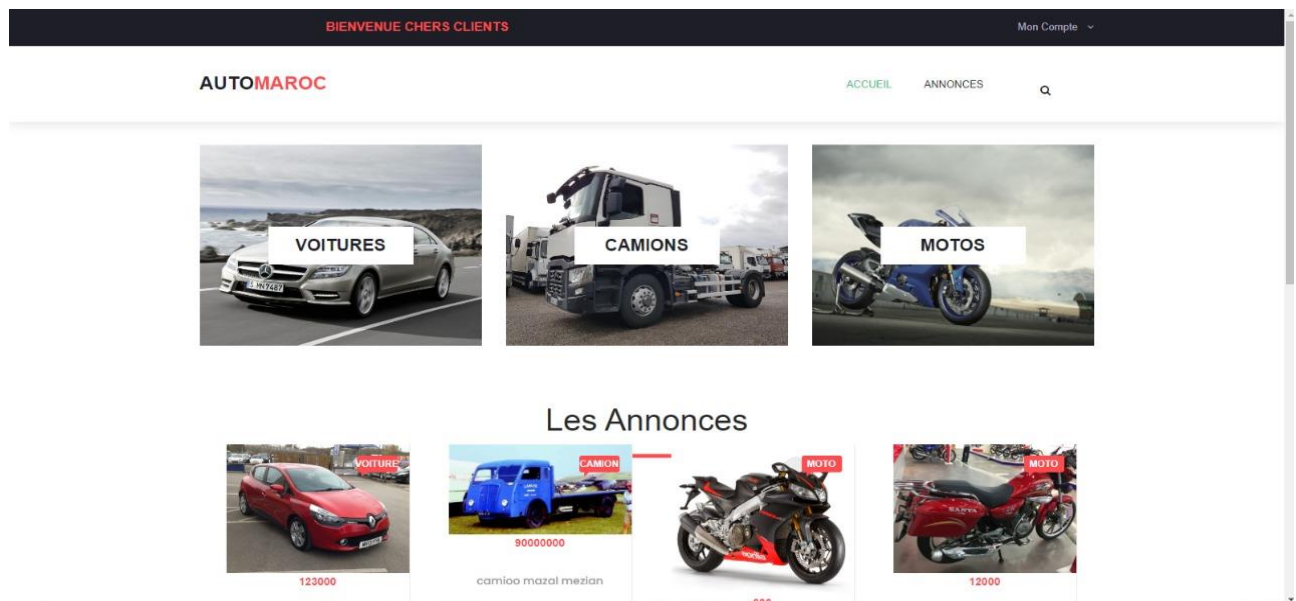 BIENVENUE CHERS CLIENTS
Mon Compte
AUTOMAROC
ACCUEIL
ANNONCES
VOITURES
CAMIONS
MOTOS
Les Annonces
VOITURE
CAMION
MOTO
MOTO
123000
90000000
12000
camioo mazal mezian